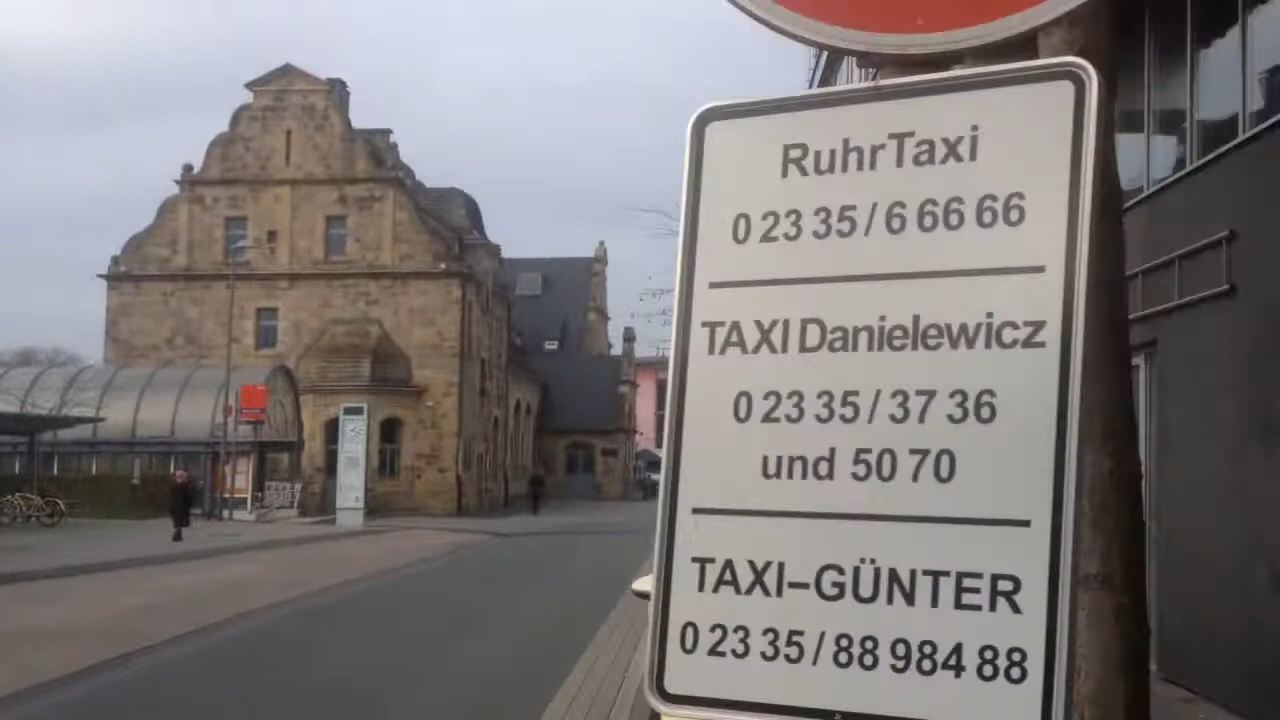 RuhrTaxi
0 23 35 / 6 66 66
TAXI Danielewicz
0 23 35 / 37 36
und 50 70
TAXI–GÜNTER
0 23 35 / 88 984 88